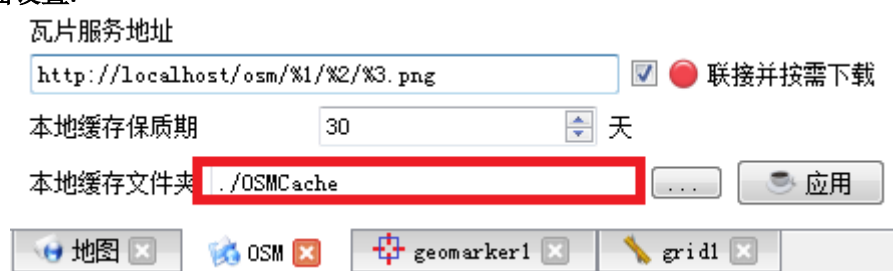 瓦片服务地址
http://localhost/osm/%1/%2/%3.png 联接并按需下载
本地缓存保质期 30 天
本地缓存文件夹 ./OSMCache ... 应用
地图 OSM geomarker1 grid1